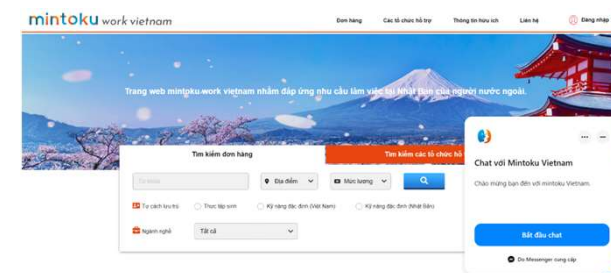 mintoku work vietnam
Đơn hàng Các tổ chức hỗ trợ Thông tin hữu ích Liên hệ Đăng nhập
Trang web mintoku work vietnam nhằm đáp ứng nhu cầu làm việc tại Nhật Bản của người nước ngoài.
Tìm kiếm đơn hàng Tìm kiếm các tổ chức hỗ
Từ khóa Địa điểm Mức lương
Tư cách lưu trú Thực tập sinh Kỹ năng đặc định (Việt Nam) Kỹ năng đặc định (Nhật Bản)
Ngành nghề Tất cả
Chat với Mintoku Vietnam
Chào mừng bạn đến với mintoku Vietnam.
Bắt đầu chat
Do Messenger cung cấp